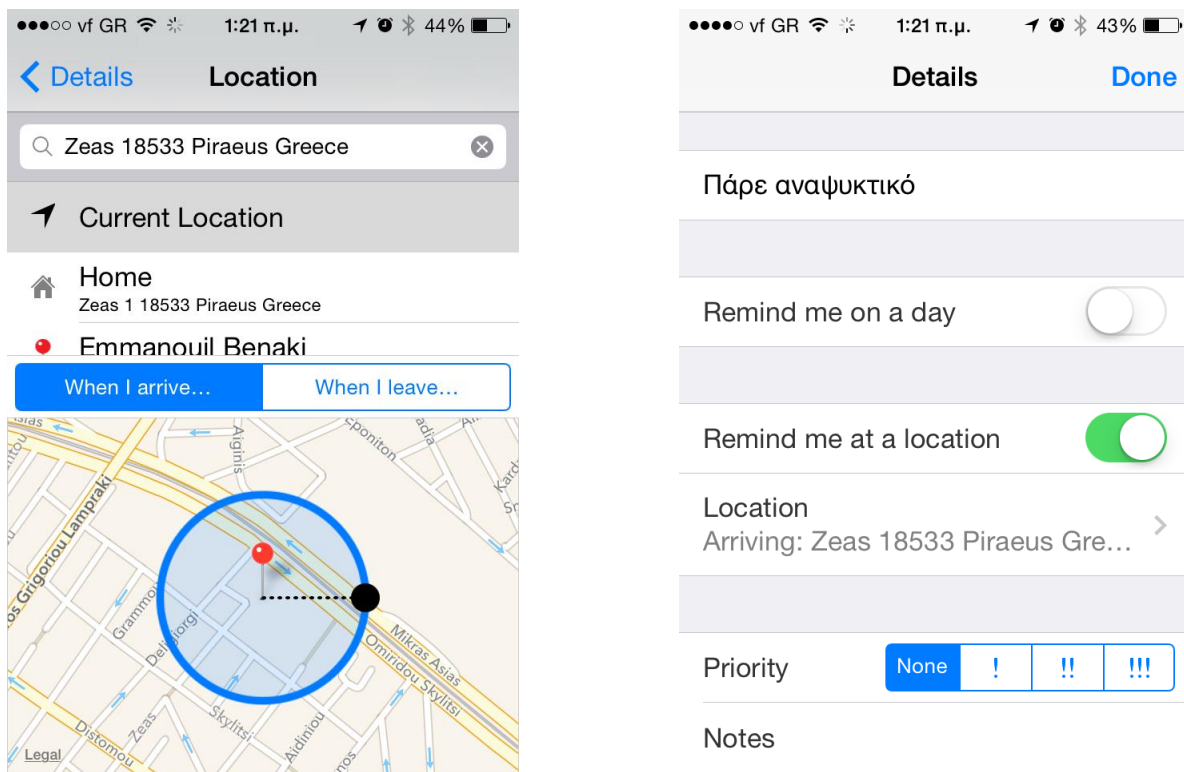 vf GR 1:21 π.μ. 44%
Details Location
Zeas 18533 Piraeus Greece
Current Location
Home
Zeas 1 18533 Piraeus Greece
Emmanouil Benaki
When I arrive... When I leave...
Aiginis
Eponiton
os Grigoriou Lampraki
Grammou
Deligiorgi
Mikras Asias
Omiridou Skylitsi
Skylitsi
Zeas
Distomou
Aidiniou
Legal
vf GR 1:21 π.μ. 43%
Details Done
Πάρε αναψυκτικό
Remind me on a day
Remind me at a location
Location
Arriving: Zeas 18533 Piraeus Gre...
Priority None ! !! !!!
Notes